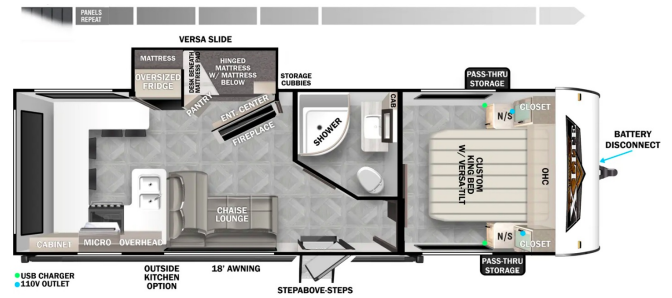 PANELS
REPEAT
VERSA SLIDE
MATTRESS
OVERSIZED
FRIDGE
DESK BENEATH
MATTRESS PAD
HINGED
MATTRESS
W/ MATTRESS
BELOW
STORAGE
CUBBIES
PANTRY
ENT. CENTER
FIREPLACE
SHOWER
CAB
PASS-THRU
STORAGE
N/S
CLOSET
BATTERY
DISCONNECT
CUSTOM
KING BED
W/ VERSA-TILT
OHC
CHAISE
LOUNGE
CABINET
MICRO
OVERHEAD
N/S
CLOSET
PASS-THRU
STORAGE
USB CHARGER
110V OUTLET
OUTSIDE
KITCHEN
OPTION
18' AWNING
STEPABOVE-STEPS